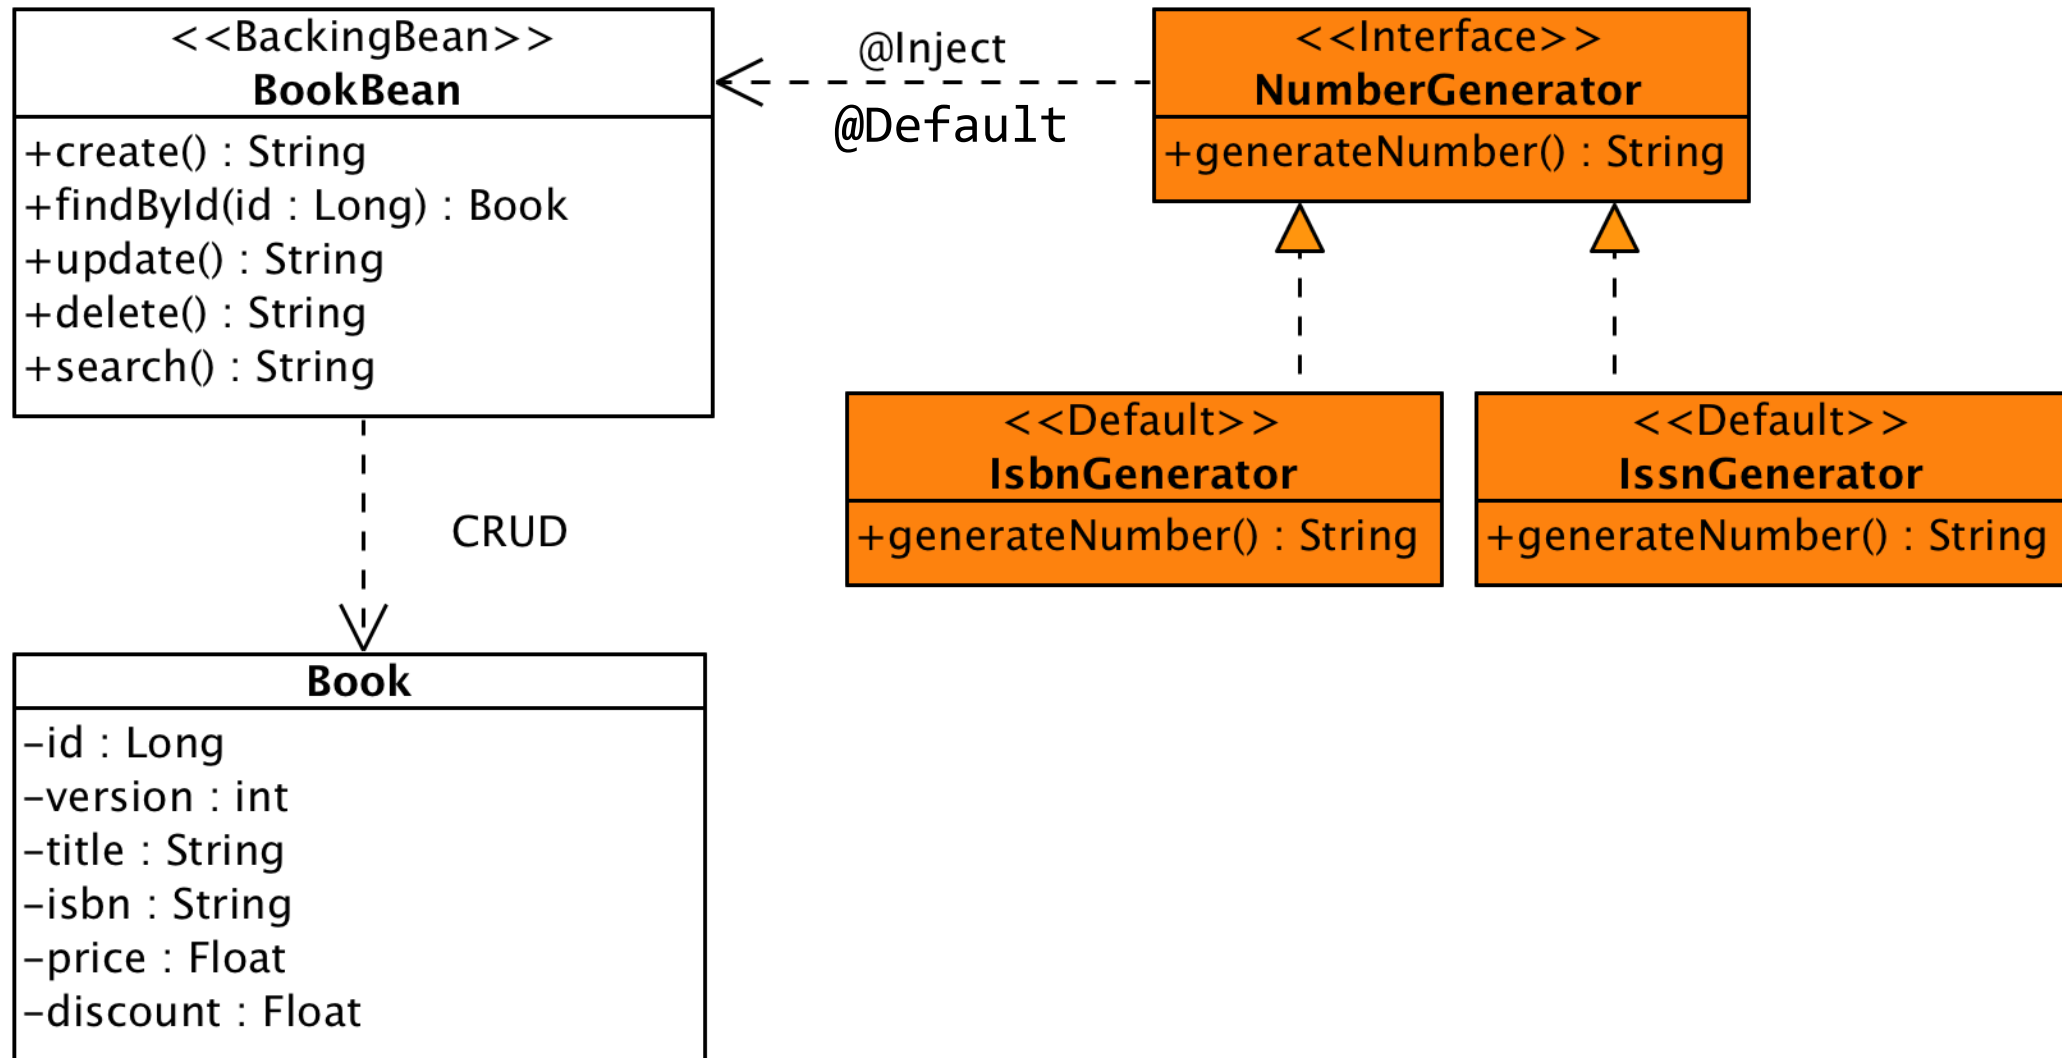 <<BackingBean>>
BookBean
+create() : String
+findById(id : Long) : Book
+update() : String
+delete() : String
+search() : String
@Inject
@Default
<<Interface>>
NumberGenerator
+generateNumber() : String
<<Default>>
IsbnGenerator
+generateNumber() : String
<<Default>>
IssnGenerator
+generateNumber() : String
CRUD
Book
-id : Long
-version : int
-title : String
-isbn : String
-price : Float
-discount : Float